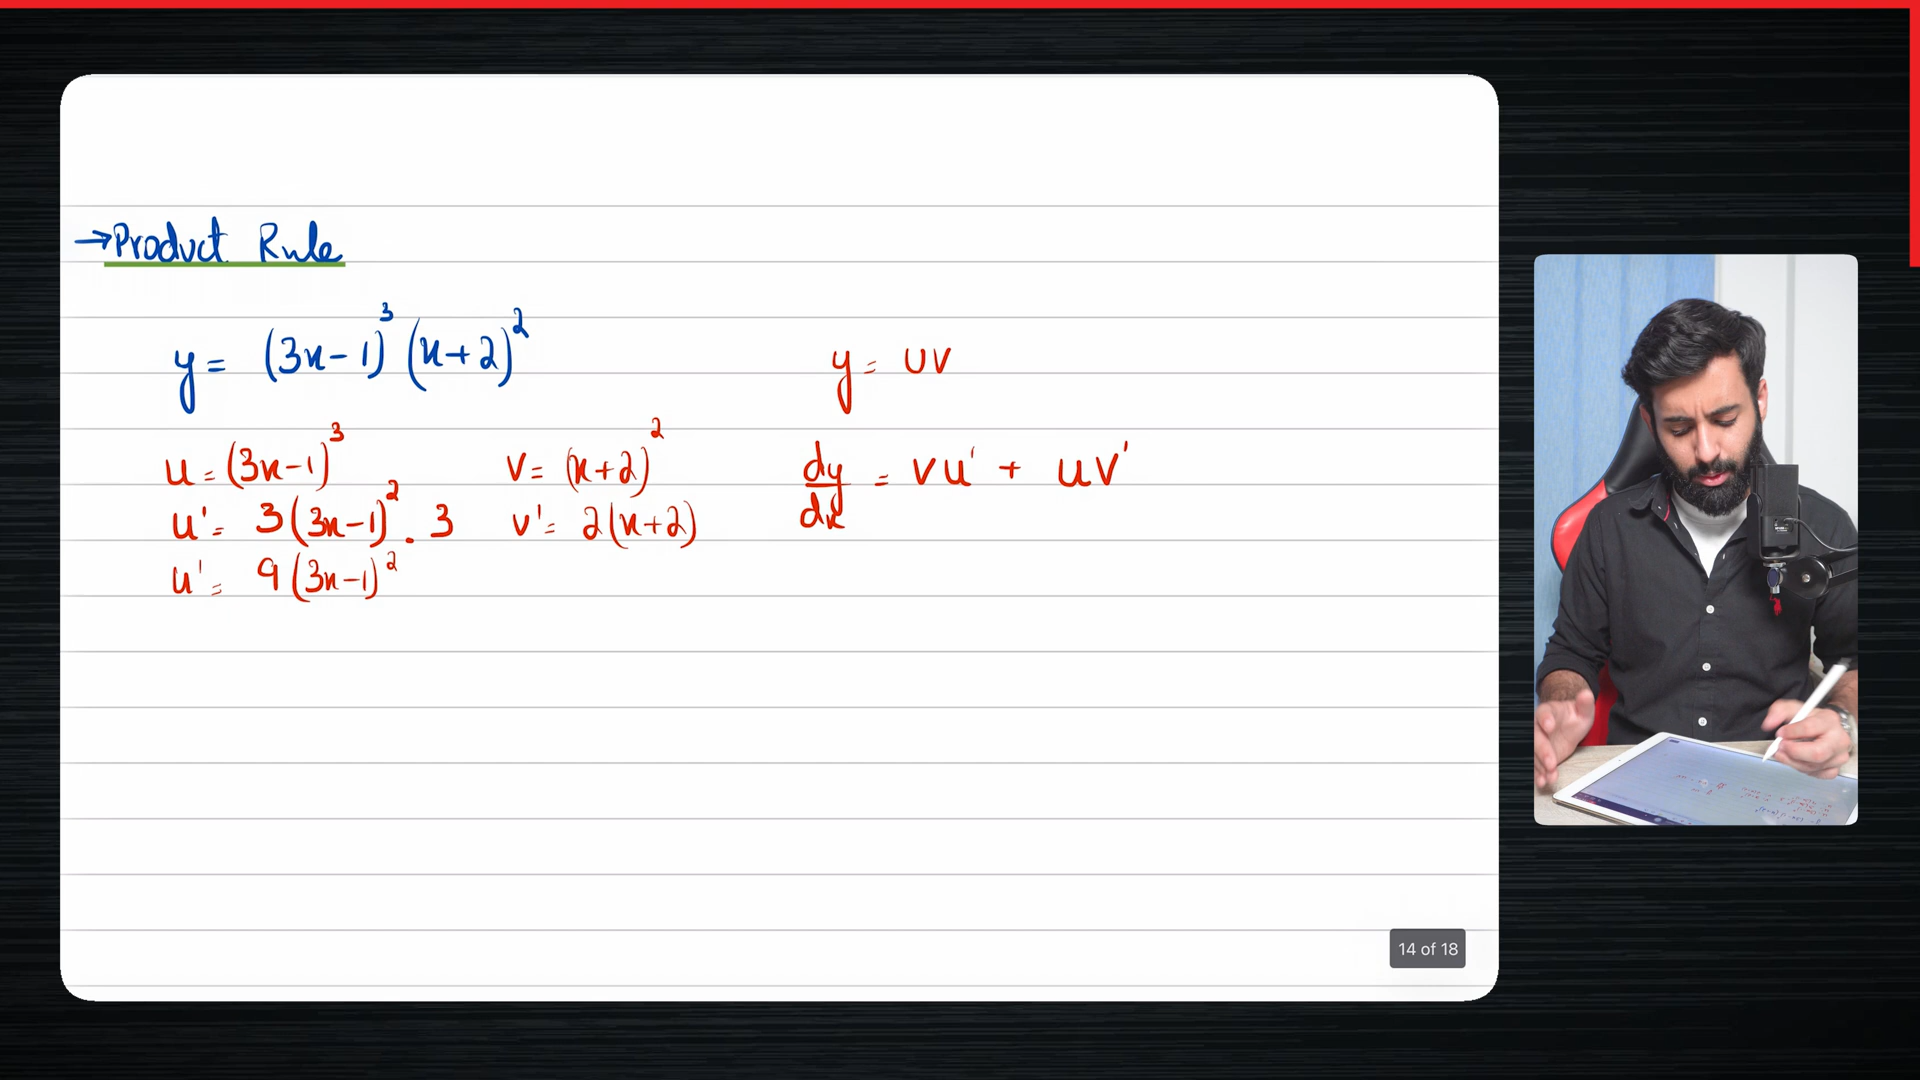 →Product Rule
y = (3x-1)³ (x+2)²
y = uv
u = (3x-1)³
v = (x+2)²
dy/dx = vu' + uv'
u' = 3(3x-1)² . 3
v' = 2(x+2)
u' = 9(3x-1)²
14 of 18